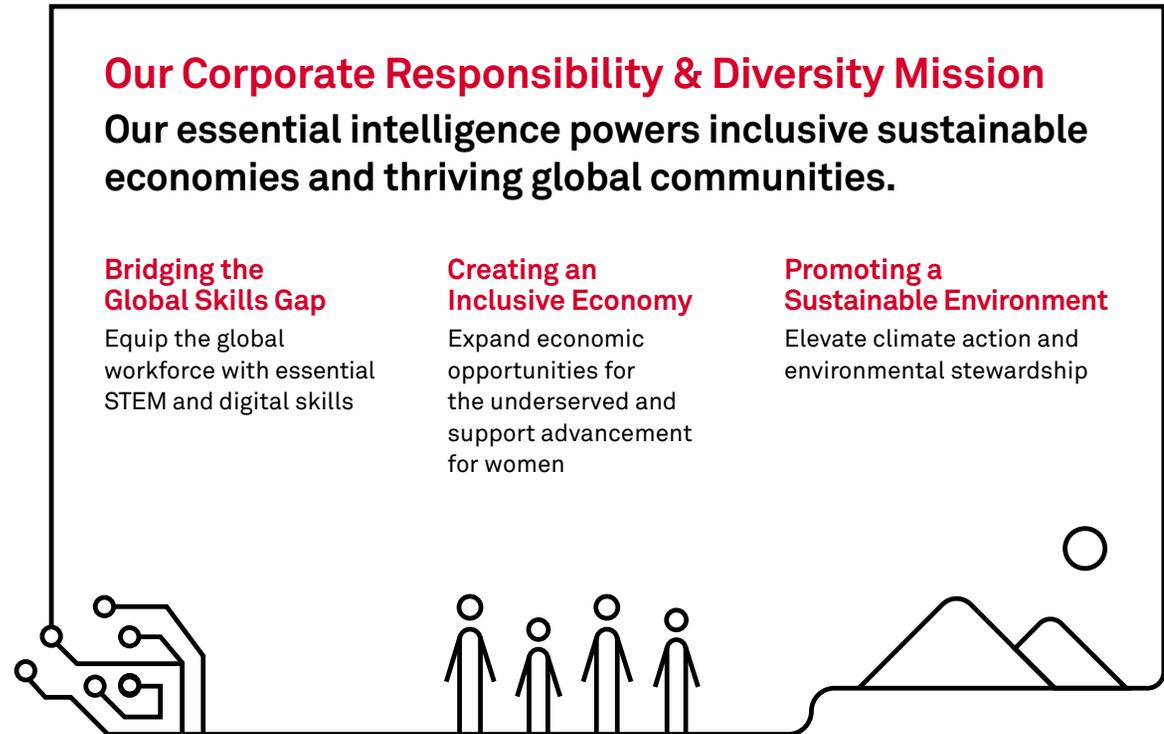 Our Corporate Responsibility & Diversity Mission
Our essential intelligence powers inclusive sustainable
economies and thriving global communities.
Bridging the
Global Skills Gap
Equip the global
workforce with essential
STEM and digital skills
Creating an
Inclusive Economy
Expand economic
opportunities for
the underserved and
support advancement
for women
Promoting a
Sustainable Environment
Elevate climate action and
environmental stewardship